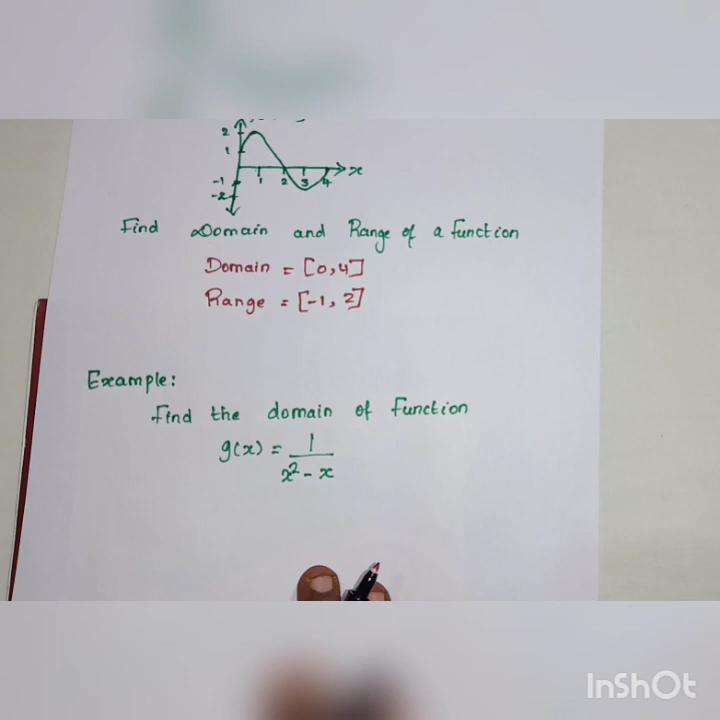 2
1
x
-1
1 2 3 4
-2
Find Domain and Range of a function
Domain = [0,4]
Range = [-1, 2]
Example:
Find the domain of Function
g(x) = 1/(x² - x)
InShOt